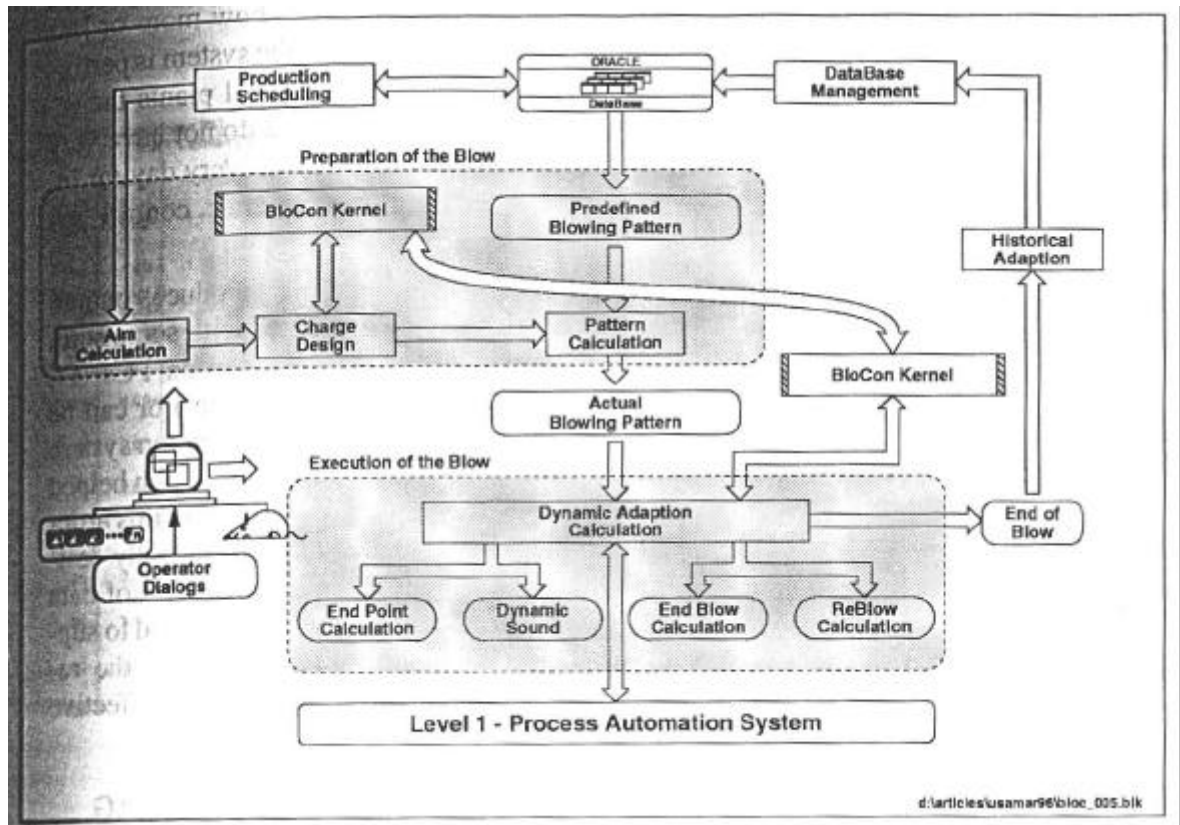 ORACLE
DataBase
Production
Scheduling
DataBase
Management
Preparation of the Blow
BloCon Kernel
Predefined
Blowing Pattern
Historical
Adaption
Aim
Calculation
Charge
Design
Pattern
Calculation
BloCon Kernel
Actual
Blowing Pattern
Execution of the Blow
Dynamic Adaption
Calculation
End of
Blow
Operator
Dialogs
End Point
Calculation
Dynamic
Sound
End Blow
Calculation
ReBlow
Calculation
Level 1 - Process Automation System
d:\articles\usamar96\bloc_005.blk